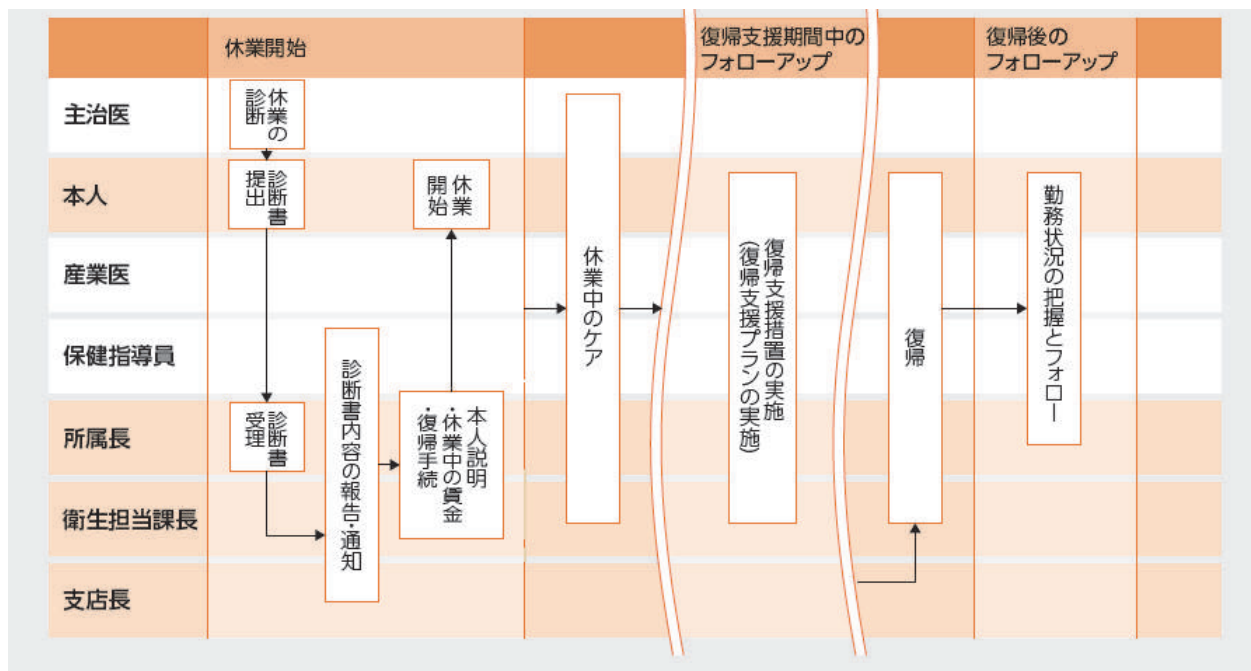 休業開始
復帰支援期間中の
フォローアップ
復帰後の
フォローアップ
主治医
本人
産業医
保健指導員
所属長
衛生担当課長
支店長
休業の
診断
診断書
提出
診断書
受理
診断書内容の報告・通知
本人説明
・休業中の賃金
・復帰手続
休業
開始
休業中のケア
復帰支援措置の実施
(復帰支援プランの実施)
復帰
勤務状況の把握とフォロー